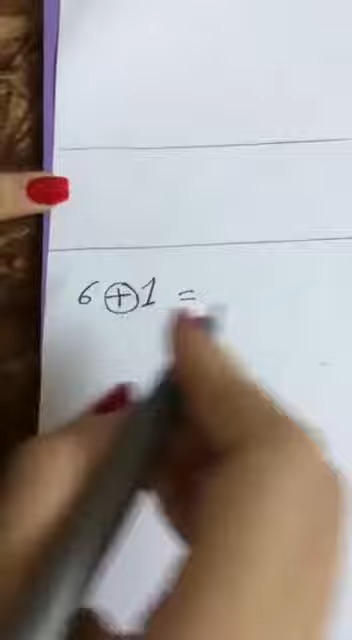 6 ⊕ 1 =